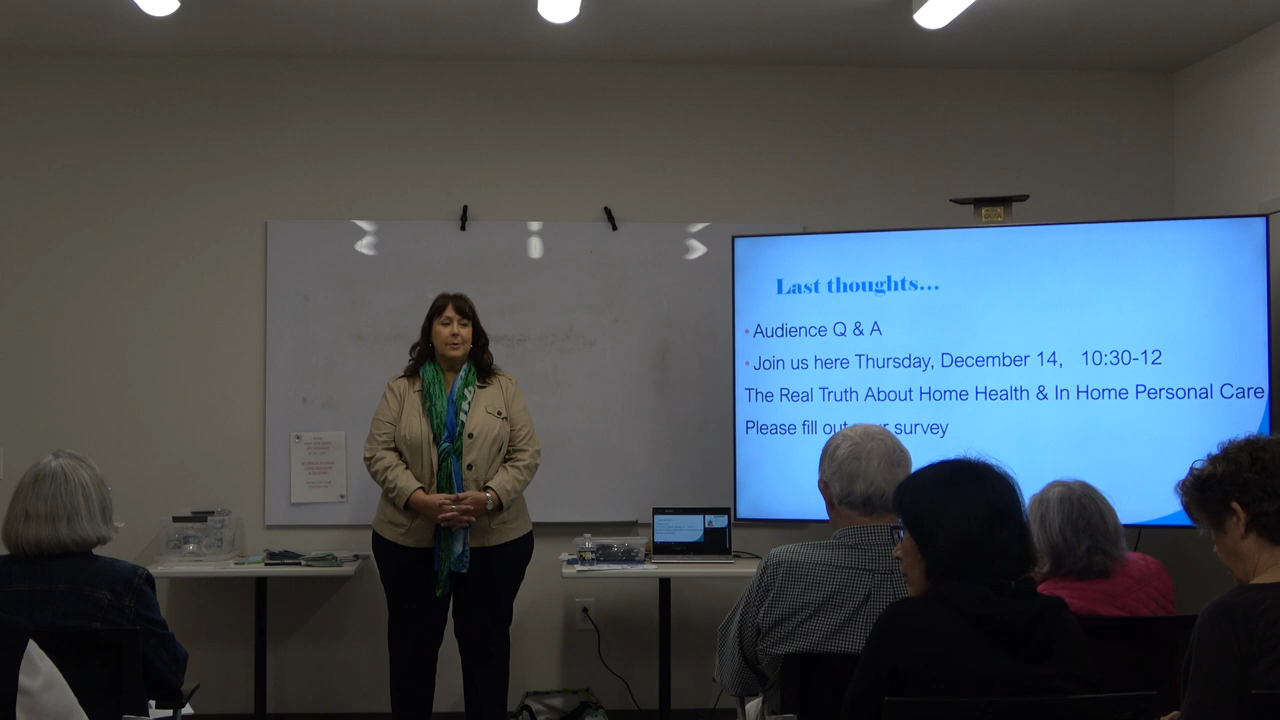 Last thoughts...
• Audience Q & A
• Join us here Thursday, December 14, 10:30-12
The Real Truth About Home Health & In Home Personal Care
Please fill out survey